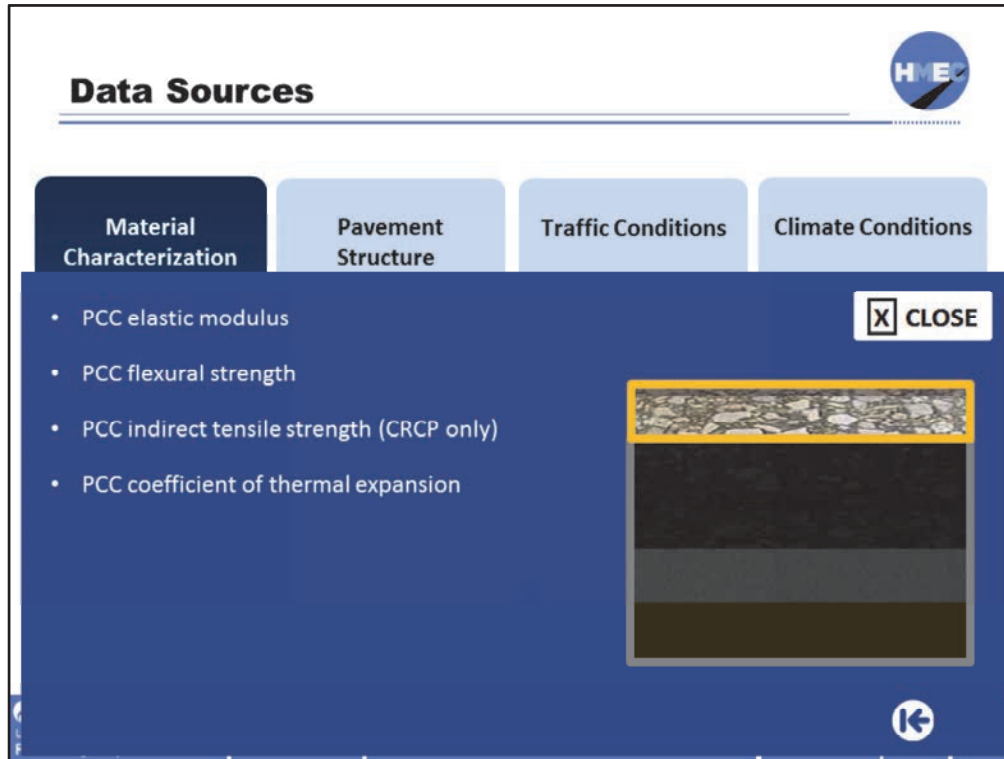 HMEC
Data Sources
Material
Characterization
Pavement
Structure
Traffic Conditions
Climate Conditions
X CLOSE
• PCC elastic modulus
• PCC flexural strength
• PCC indirect tensile strength (CRCP only)
• PCC coefficient of thermal expansion